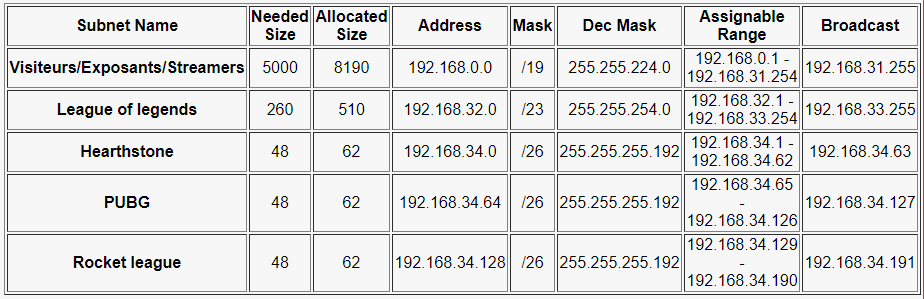 Subnet Name Needed Size Allocated Size Address Mask Dec Mask Assignable Range Broadcast
Visiteurs/Exposants/Streamers 5000 8190 192.168.0.0 /19 255.255.224.0 192.168.0.1 - 192.168.31.254 192.168.31.255
League of legends 260 510 192.168.32.0 /23 255.255.254.0 192.168.32.1 - 192.168.33.254 192.168.33.255
Hearthstone 48 62 192.168.34.0 /26 255.255.255.192 192.168.34.1 - 192.168.34.62 192.168.34.63
PUBG 48 62 192.168.34.64 /26 255.255.255.192 192.168.34.65 - 192.168.34.126 192.168.34.127
Rocket league 48 62 192.168.34.128 /26 255.255.255.192 192.168.34.129 - 192.168.34.190 192.168.34.191